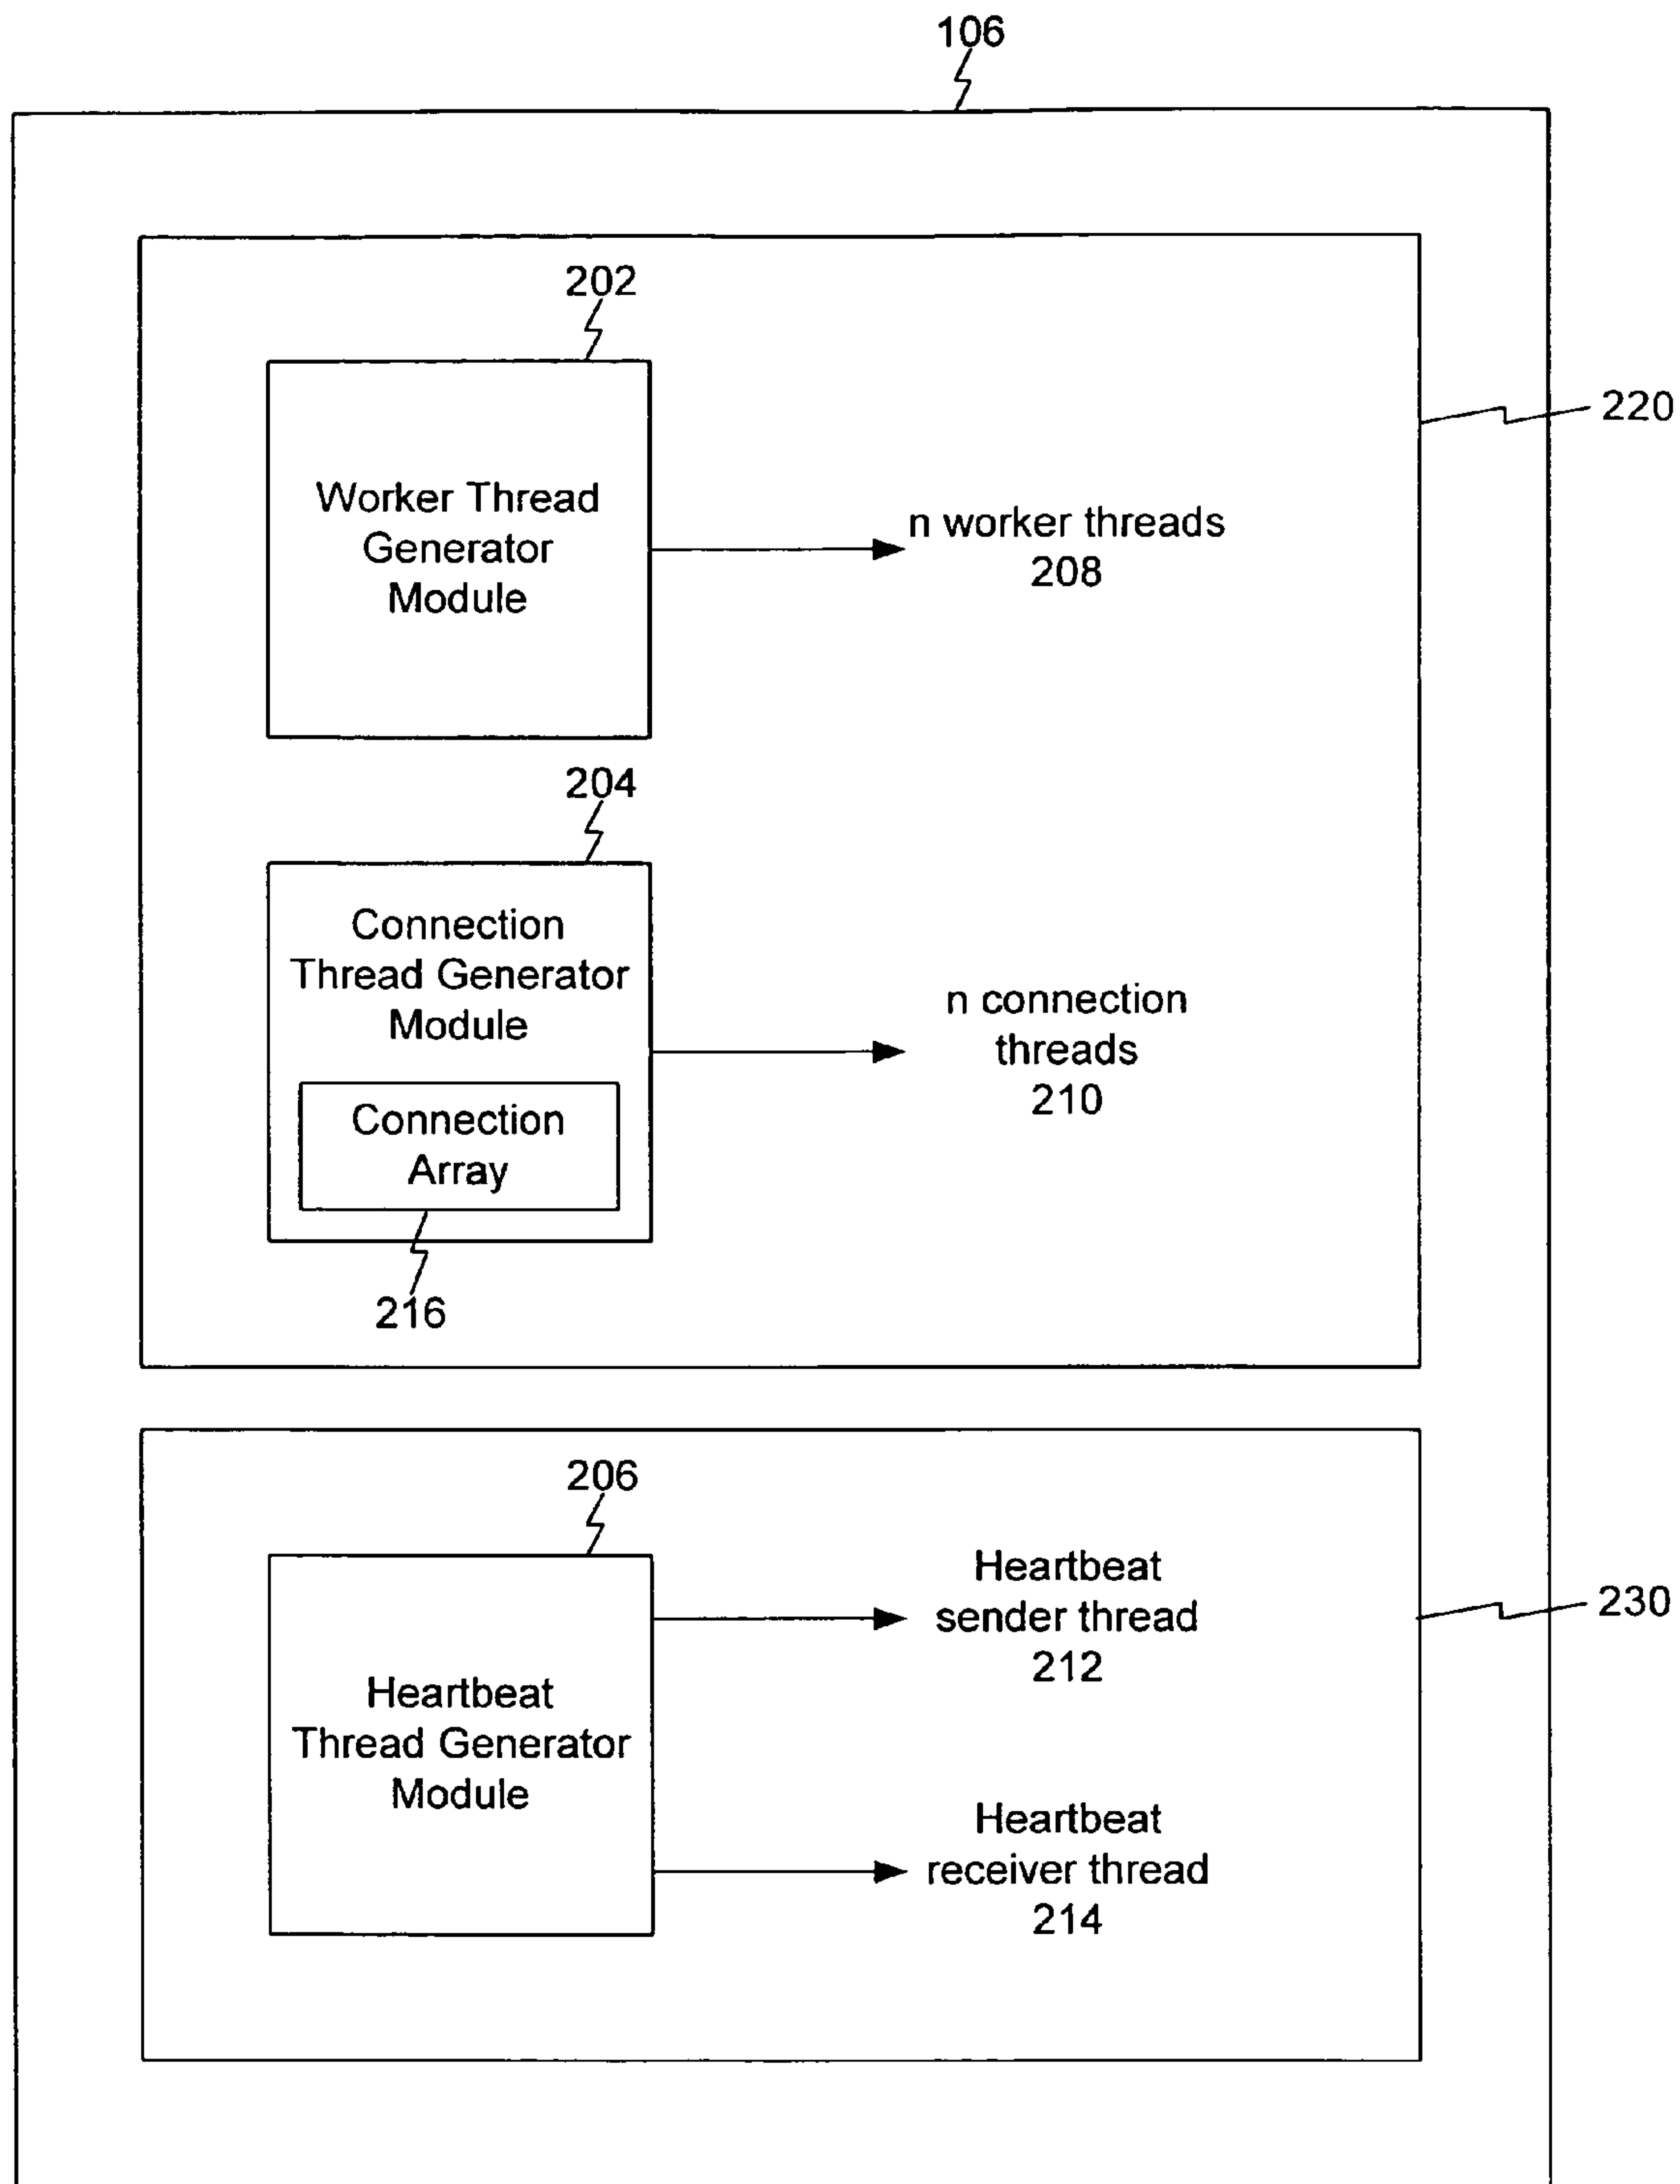 106
202
220
Worker Thread
Generator
Module
n worker threads
208
204
Connection
Thread Generator
Module
n connection
threads
210
Connection
Array
216
206
Heartbeat
sender thread
212
230
Heartbeat
Thread Generator
Module
Heartbeat
receiver thread
214